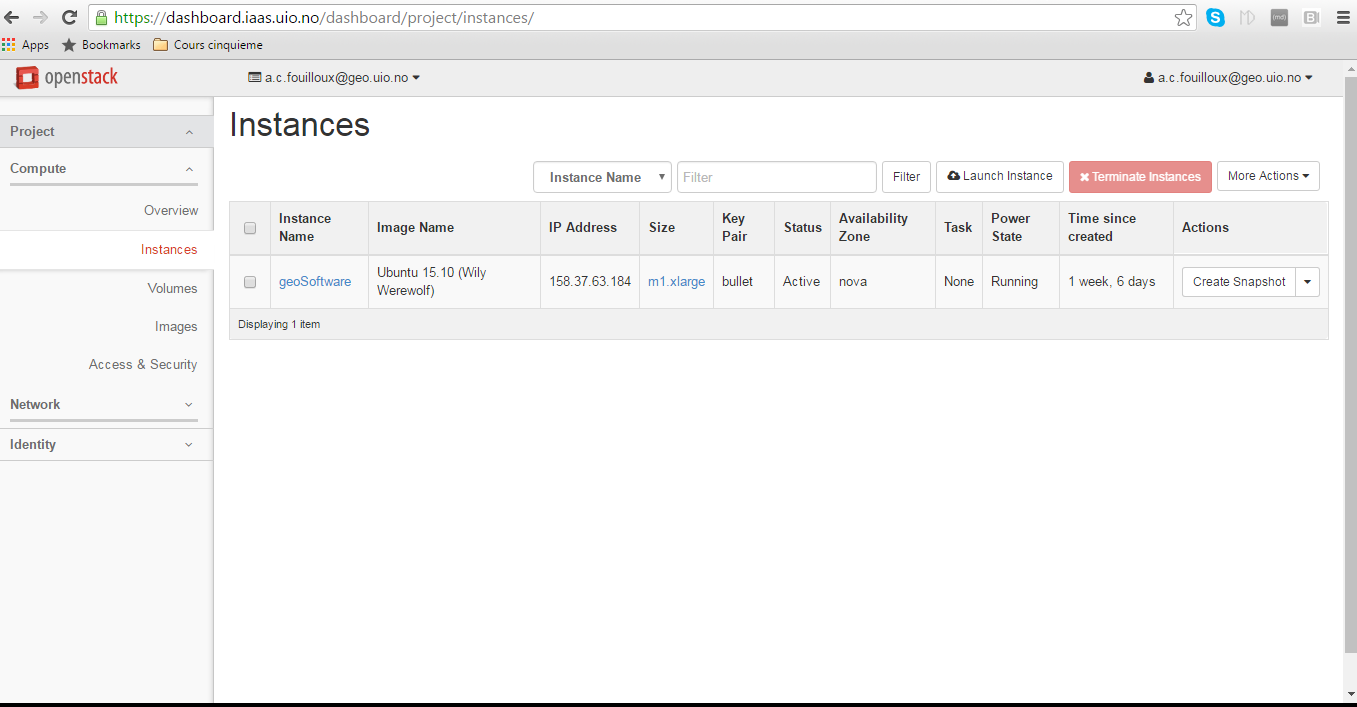 https://dashboard.iaas.uio.no/dashboard/project/instances/
Apps Bookmarks Cours cinquieme
openstack a.c.fouilloux@geo.uio.no a.c.fouilloux@geo.uio.no
Project
Compute
Overview
Instances
Volumes
Images
Access & Security
Network
Identity
Instances
Instance Name Filter Filter Launch Instance Terminate Instances More Actions
Instance Name Image Name IP Address Size Key Pair Status Availability Zone Task Power State Time since created Actions
geoSoftware Ubuntu 15.10 (Wily Werewolf) 158.37.63.184 m1.xlarge bullet Active nova None Running 1 week, 6 days Create Snapshot
Displaying 1 item